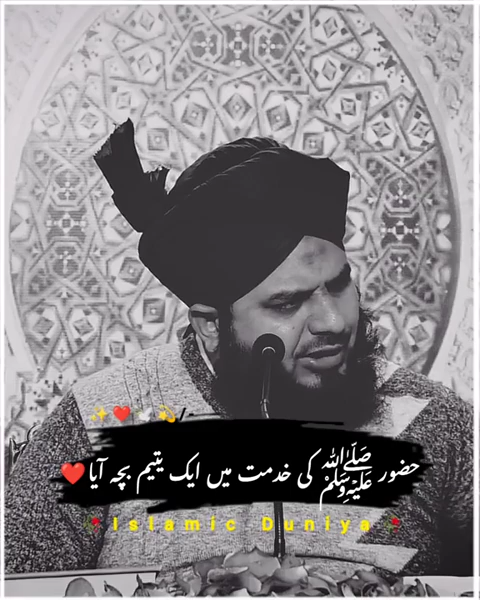 ✨❤️🕊️💫/
حضور ﷺ کی خدمت میں ایک یتیم بچہ آیا❤️
🌹Islamic Duniya🌹